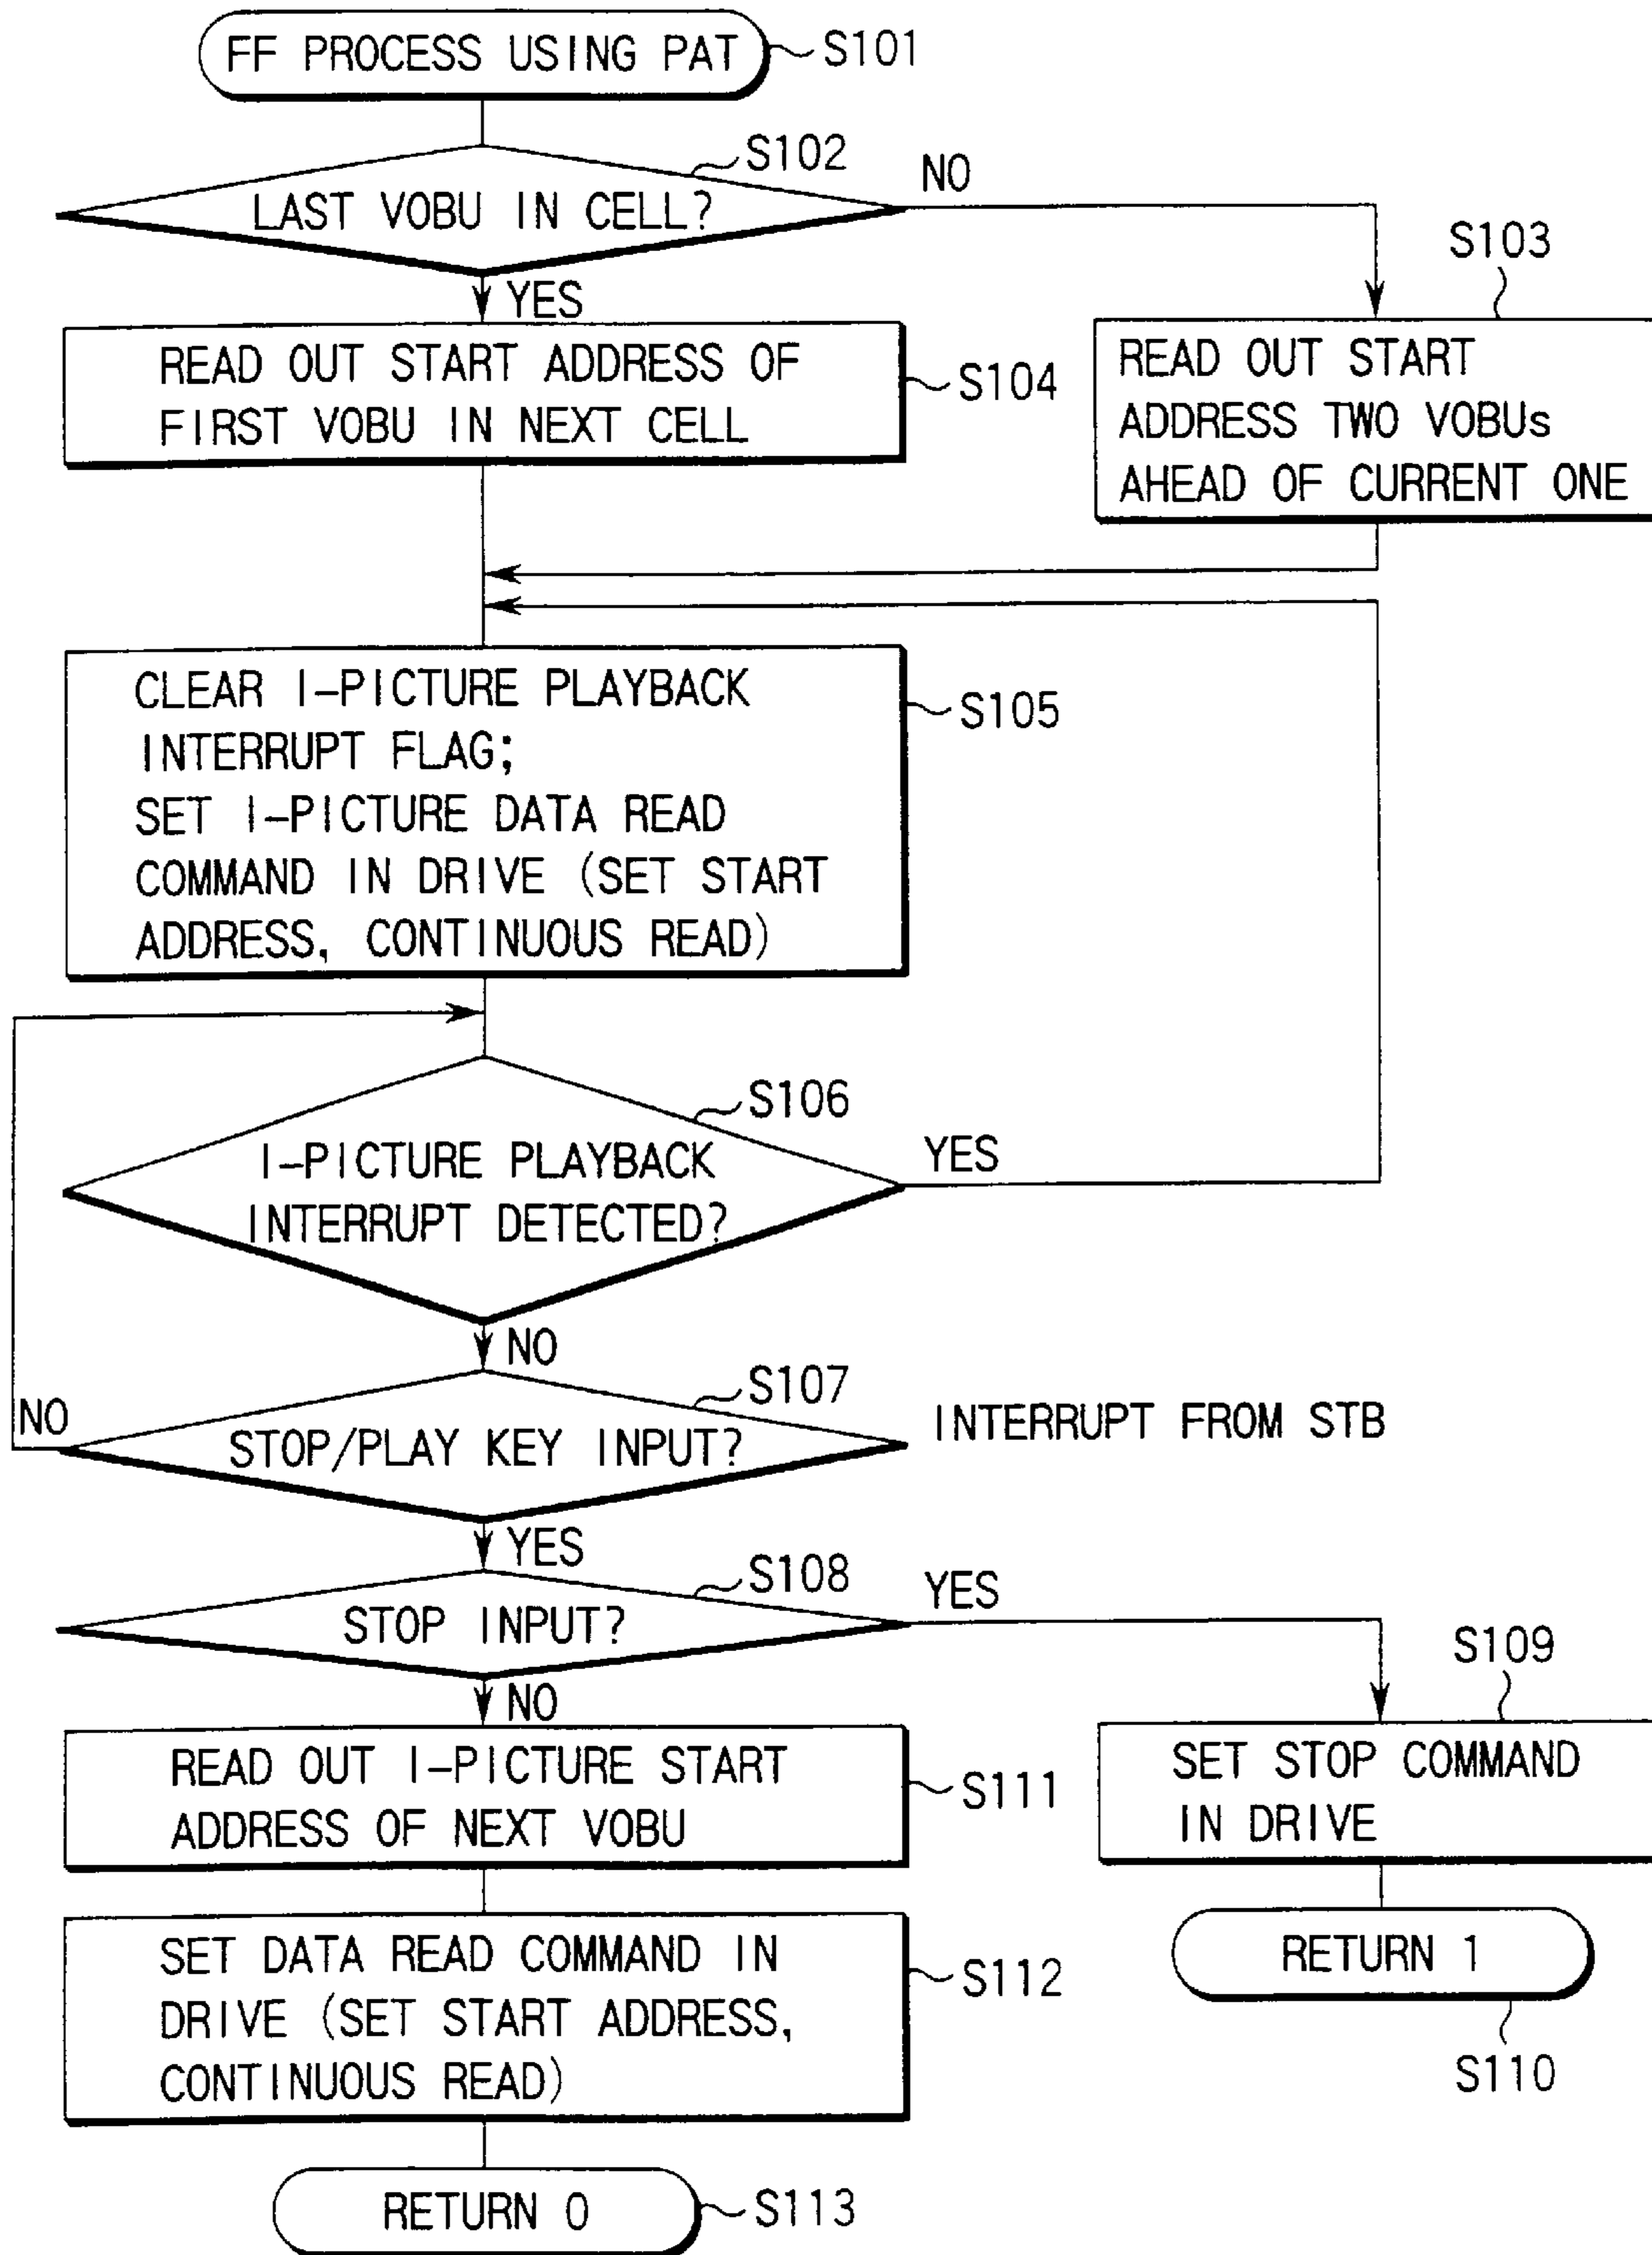 FF PROCESS USING PAT
S101
S102
LAST VOBU IN CELL?
NO
YES
S103
READ OUT START
ADDRESS TWO VOBUs
AHEAD OF CURRENT ONE
READ OUT START ADDRESS OF
FIRST VOBU IN NEXT CELL
S104
CLEAR I-PICTURE PLAYBACK
INTERRUPT FLAG;
SET I-PICTURE DATA READ
COMMAND IN DRIVE (SET START
ADDRESS, CONTINUOUS READ)
S105
S106
I-PICTURE PLAYBACK
INTERRUPT DETECTED?
YES
NO
S107
STOP/PLAY KEY INPUT?
NO
INTERRUPT FROM STB
YES
S108
STOP INPUT?
YES
NO
S109
SET STOP COMMAND
IN DRIVE
READ OUT I-PICTURE START
ADDRESS OF NEXT VOBU
S111
RETURN 1
S110
SET DATA READ COMMAND IN
DRIVE (SET START ADDRESS,
CONTINUOUS READ)
S112
RETURN 0
S113